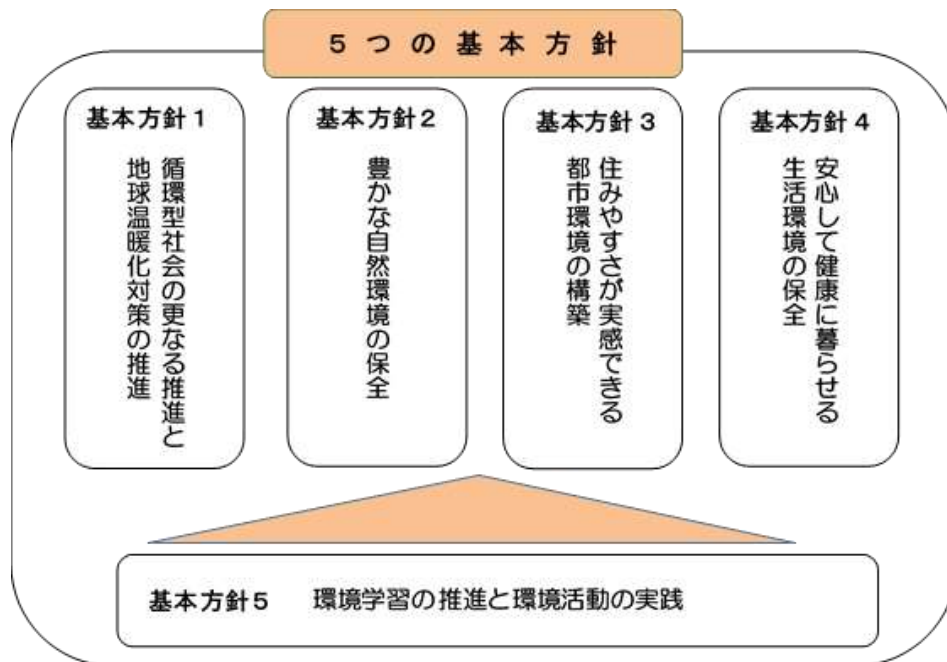 5つの基本方針
基本方針1
循環型社会の更なる推進と
地球温暖化対策の推進
基本方針2
豊かな自然環境の保全
基本方針3
住みやすさが実感できる
都市環境の構築
基本方針4
安心して健康に暮らせる
生活環境の保全
基本方針5 環境学習の推進と環境活動の実践